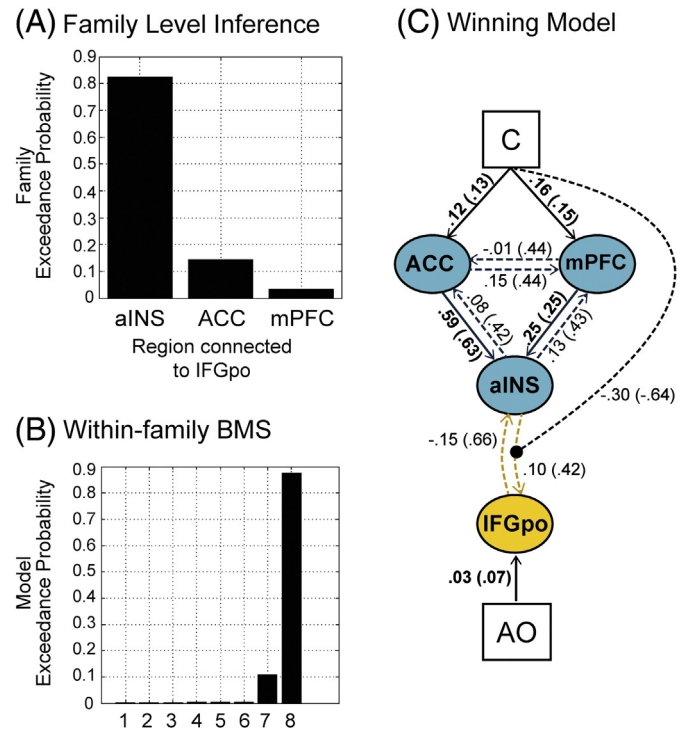 (A) Family Level Inference
Family
Exceedance Probability
0.9
0.8
0.7
0.6
0.5
0.4
0.3
0.2
0.1
0
aINS ACC mPFC
Region connected
to IFGpo
(B) Within-family BMS
Model
Exceedance Probability
0.9
0.8
0.7
0.6
0.5
0.4
0.3
0.2
0.1
0
1 2 3 4 5 6 7 8
(C) Winning Model
C
.12 (.13)
.16 (.15)
ACC
-.01 (.44)
.15 (.44)
mPFC
.59 (.63)
.08 (.42)
.25 (.25)
.13 (.43)
aINS
-.30 (-.64)
-.15 (.66)
.10 (.42)
IFGpo
.03 (.07)
AO